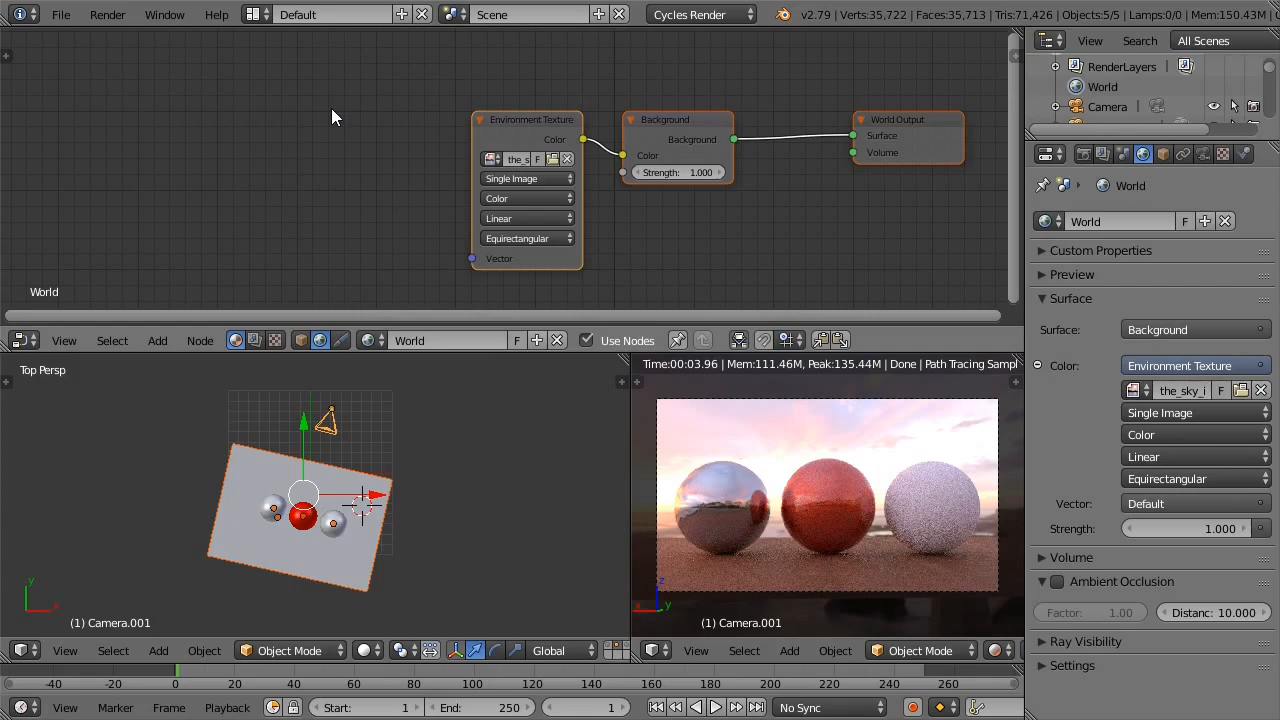 File Render Window Help Default Scene Cycles Render v2.79 | Verts:35,722 | Faces:35,713 | Tris:71,426 | Objects:5/5 | Lamps:0/0 | Mem:150.43M |
View Search All Scenes
RenderLayers |
World
Camera
World
World F
Custom Properties
Preview
Surface
Surface: Background
Color: Environment Texture
the_sky_i F
Single Image
Color
Linear
Equirectangular
Vector: Default
Strength: 1.000
Volume
Ambient Occlusion
Factor: 1.00 Distanc: 10.000
Ray Visibility
Settings
Environment Texture
Color
the_s F
Single Image
Color
Linear
Equirectangular
Vector
Background
Background
Color
Strength: 1.000
World Output
Surface
Volume
World
View Select Add Node World F Use Nodes
Top Persp
(1) Camera.001
y
x
View Select Add Object Object Mode Global
Time:00:03.96 | Mem:111.46M, Peak:135.44M | Done | Path Tracing Sampl
z
x y
(1) Camera.001
View Select Add Object Object Mode
-40 -20 0 20 40 60 80 100 120 140 160 180 200 220 240 260
View Marker Frame Playback Start: 1 End: 250 1 No Sync